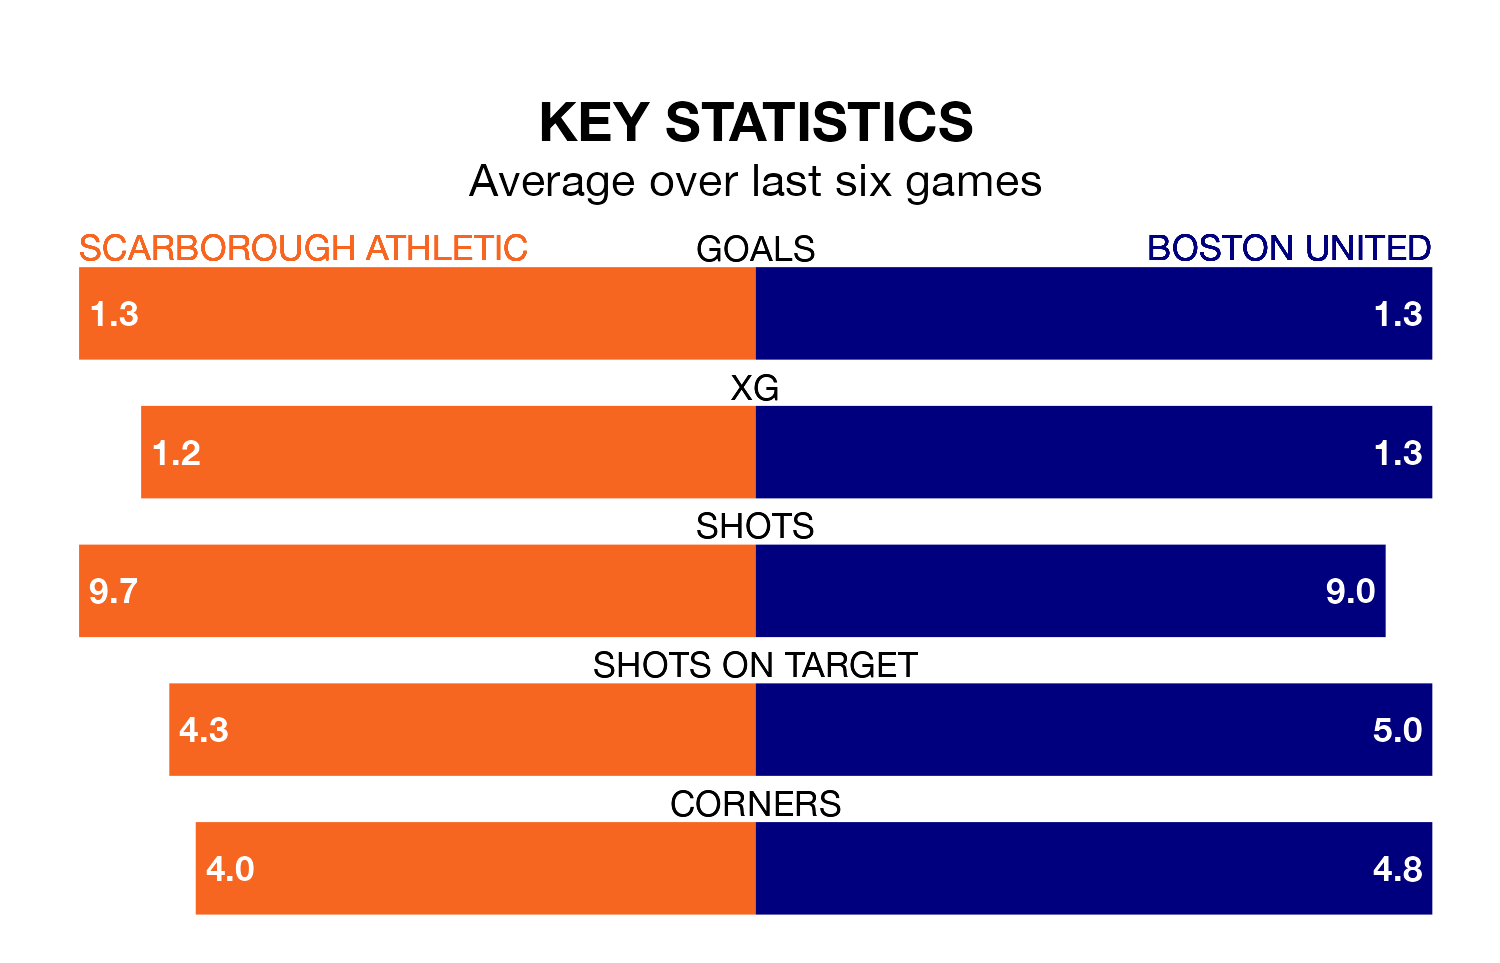 KEY STATISTICS
Average over last six games
SCARBOROUGH ATHLETIC GOALS BOSTON UNITED
1.3 1.3
XG
1.2 1.3
SHOTS
9.7 9.0
SHOTS ON TARGET
4.3 5.0
CORNERS
4.0 4.8